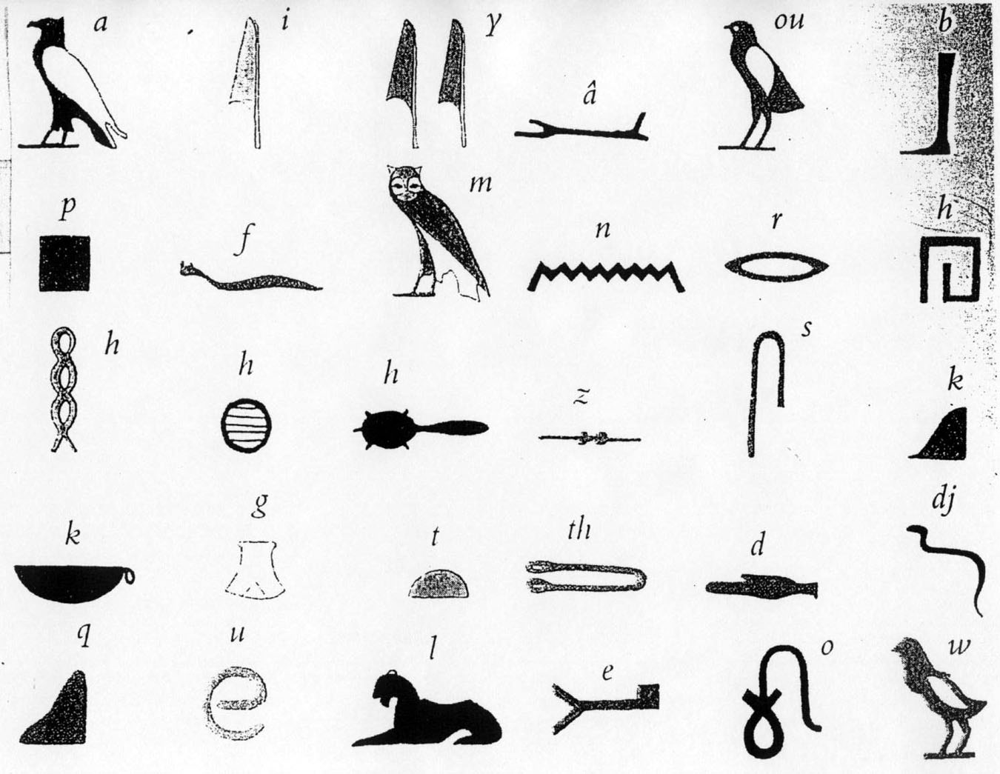 a i y â ou b
p f m n r h
h h h z s k
k g t th d dj
q u l e o w